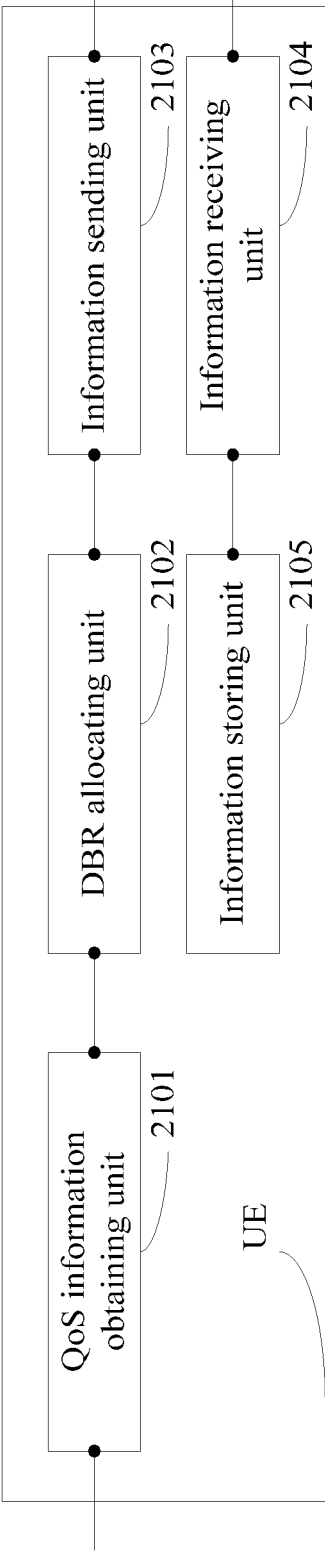 QoS information
obtaining unit
2101
DBR allocating unit
2102
Information sending unit
2103
UE
Information storing unit
2105
Information receiving
unit
2104